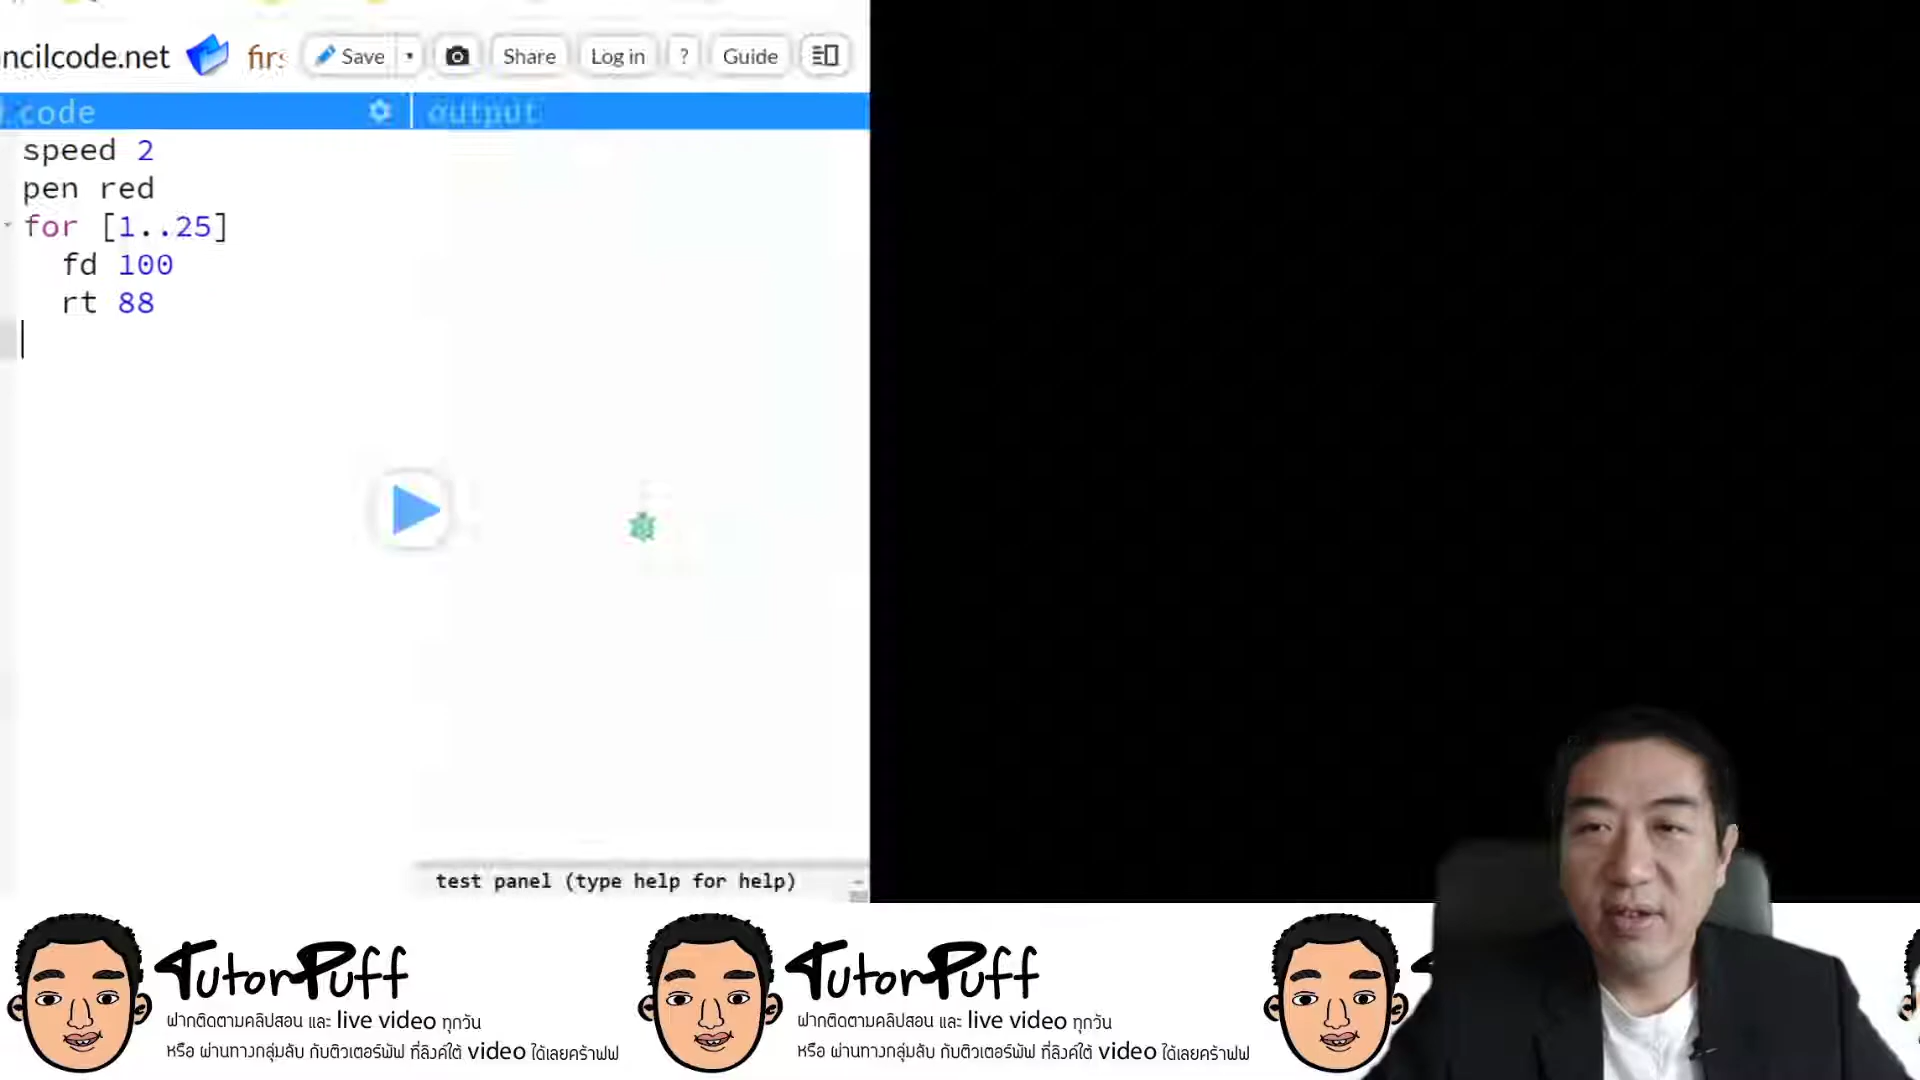 ncilcode.net firs Save Share Log in ? Guide
code output
speed 2
pen red
for [1..25]
fd 100
rt 88
test panel (type help for help)
TutorPuff TutorPuff
ฝากติดตามคลิปสอน และ live video ทุกวัน ฝากติดตามคลิปสอน และ live video ทุกวัน
หรือ ผ่านทางกลุ่มลับ กับติวเตอร์พัฟ ที่ลิงค์ใต้ video ได้เลยคร้าฟฟ หรือ ผ่านทางกลุ่มลับ กับติวเตอร์พัฟ ที่ลิงค์ใต้ video ได้เลยคร้าฟฟ